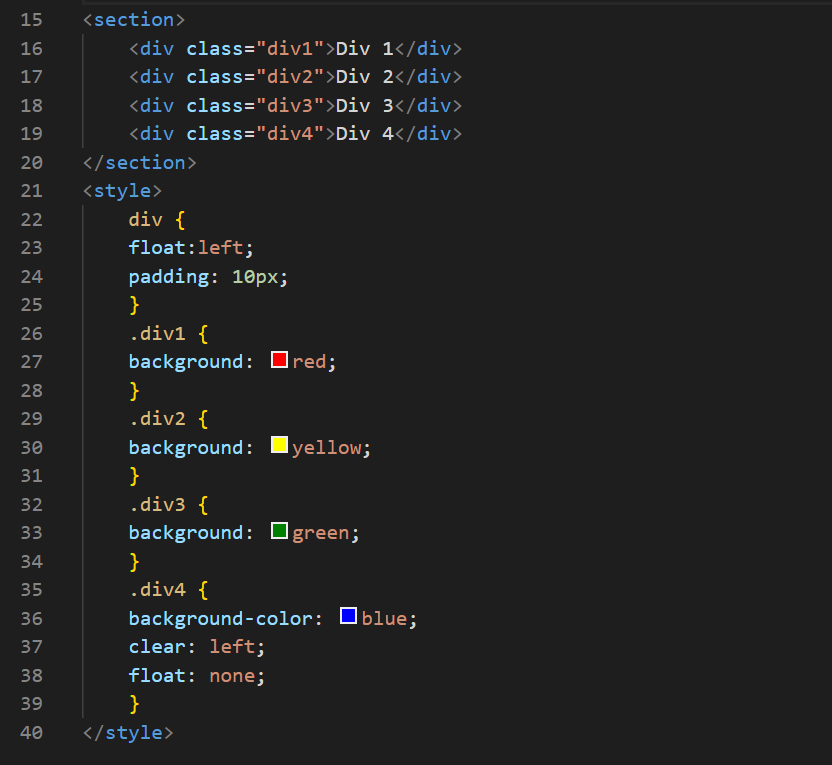 15 <section>
16     <div class="div1">Div 1</div>
17     <div class="div2">Div 2</div>
18     <div class="div3">Div 3</div>
19     <div class="div4">Div 4</div>
20 </section>
21 <style>
22     div {
23     float:left;
24     padding: 10px;
25     }
26     .div1 {
27     background: red;
28     }
29     .div2 {
30     background: yellow;
31     }
32     .div3 {
33     background: green;
34     }
35     .div4 {
36     background-color: blue;
37     clear: left;
38     float: none;
39     }
40 </style>